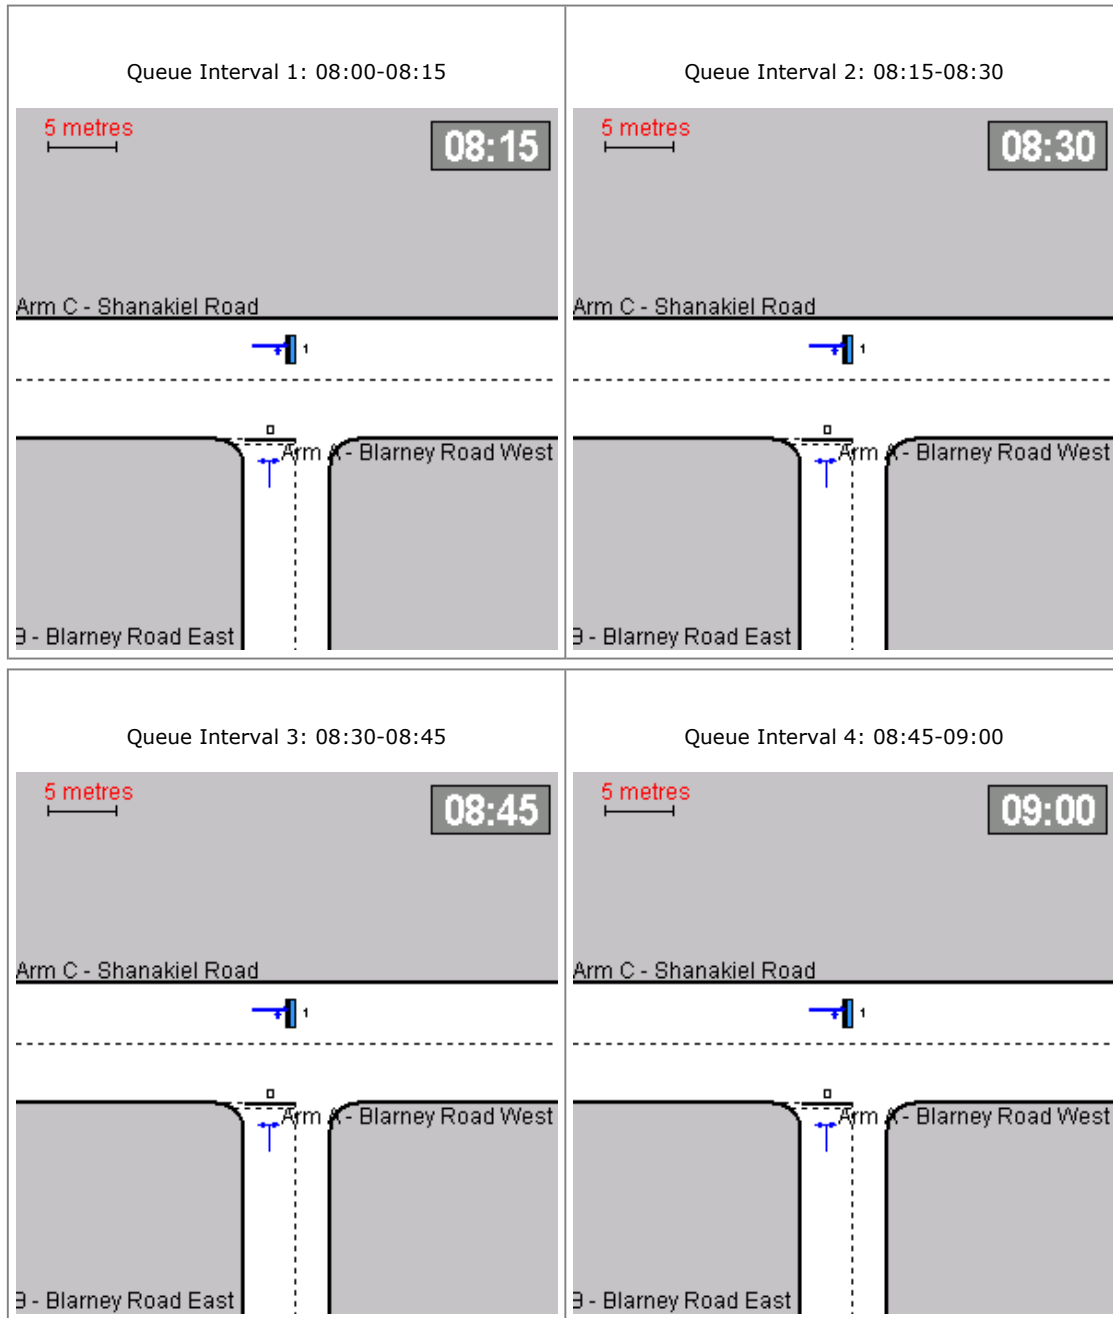 Queue Interval 1: 08:00-08:15
5 metres
08:15
Arm C - Shanakiel Road
1
0
Arm A - Blarney Road West
B - Blarney Road East
Queue Interval 2: 08:15-08:30
5 metres
08:30
Arm C - Shanakiel Road
1
0
Arm A - Blarney Road West
B - Blarney Road East
Queue Interval 3: 08:30-08:45
5 metres
08:45
Arm C - Shanakiel Road
1
0
Arm A - Blarney Road West
B - Blarney Road East
Queue Interval 4: 08:45-09:00
5 metres
09:00
Arm C - Shanakiel Road
1
0
Arm A - Blarney Road West
B - Blarney Road East